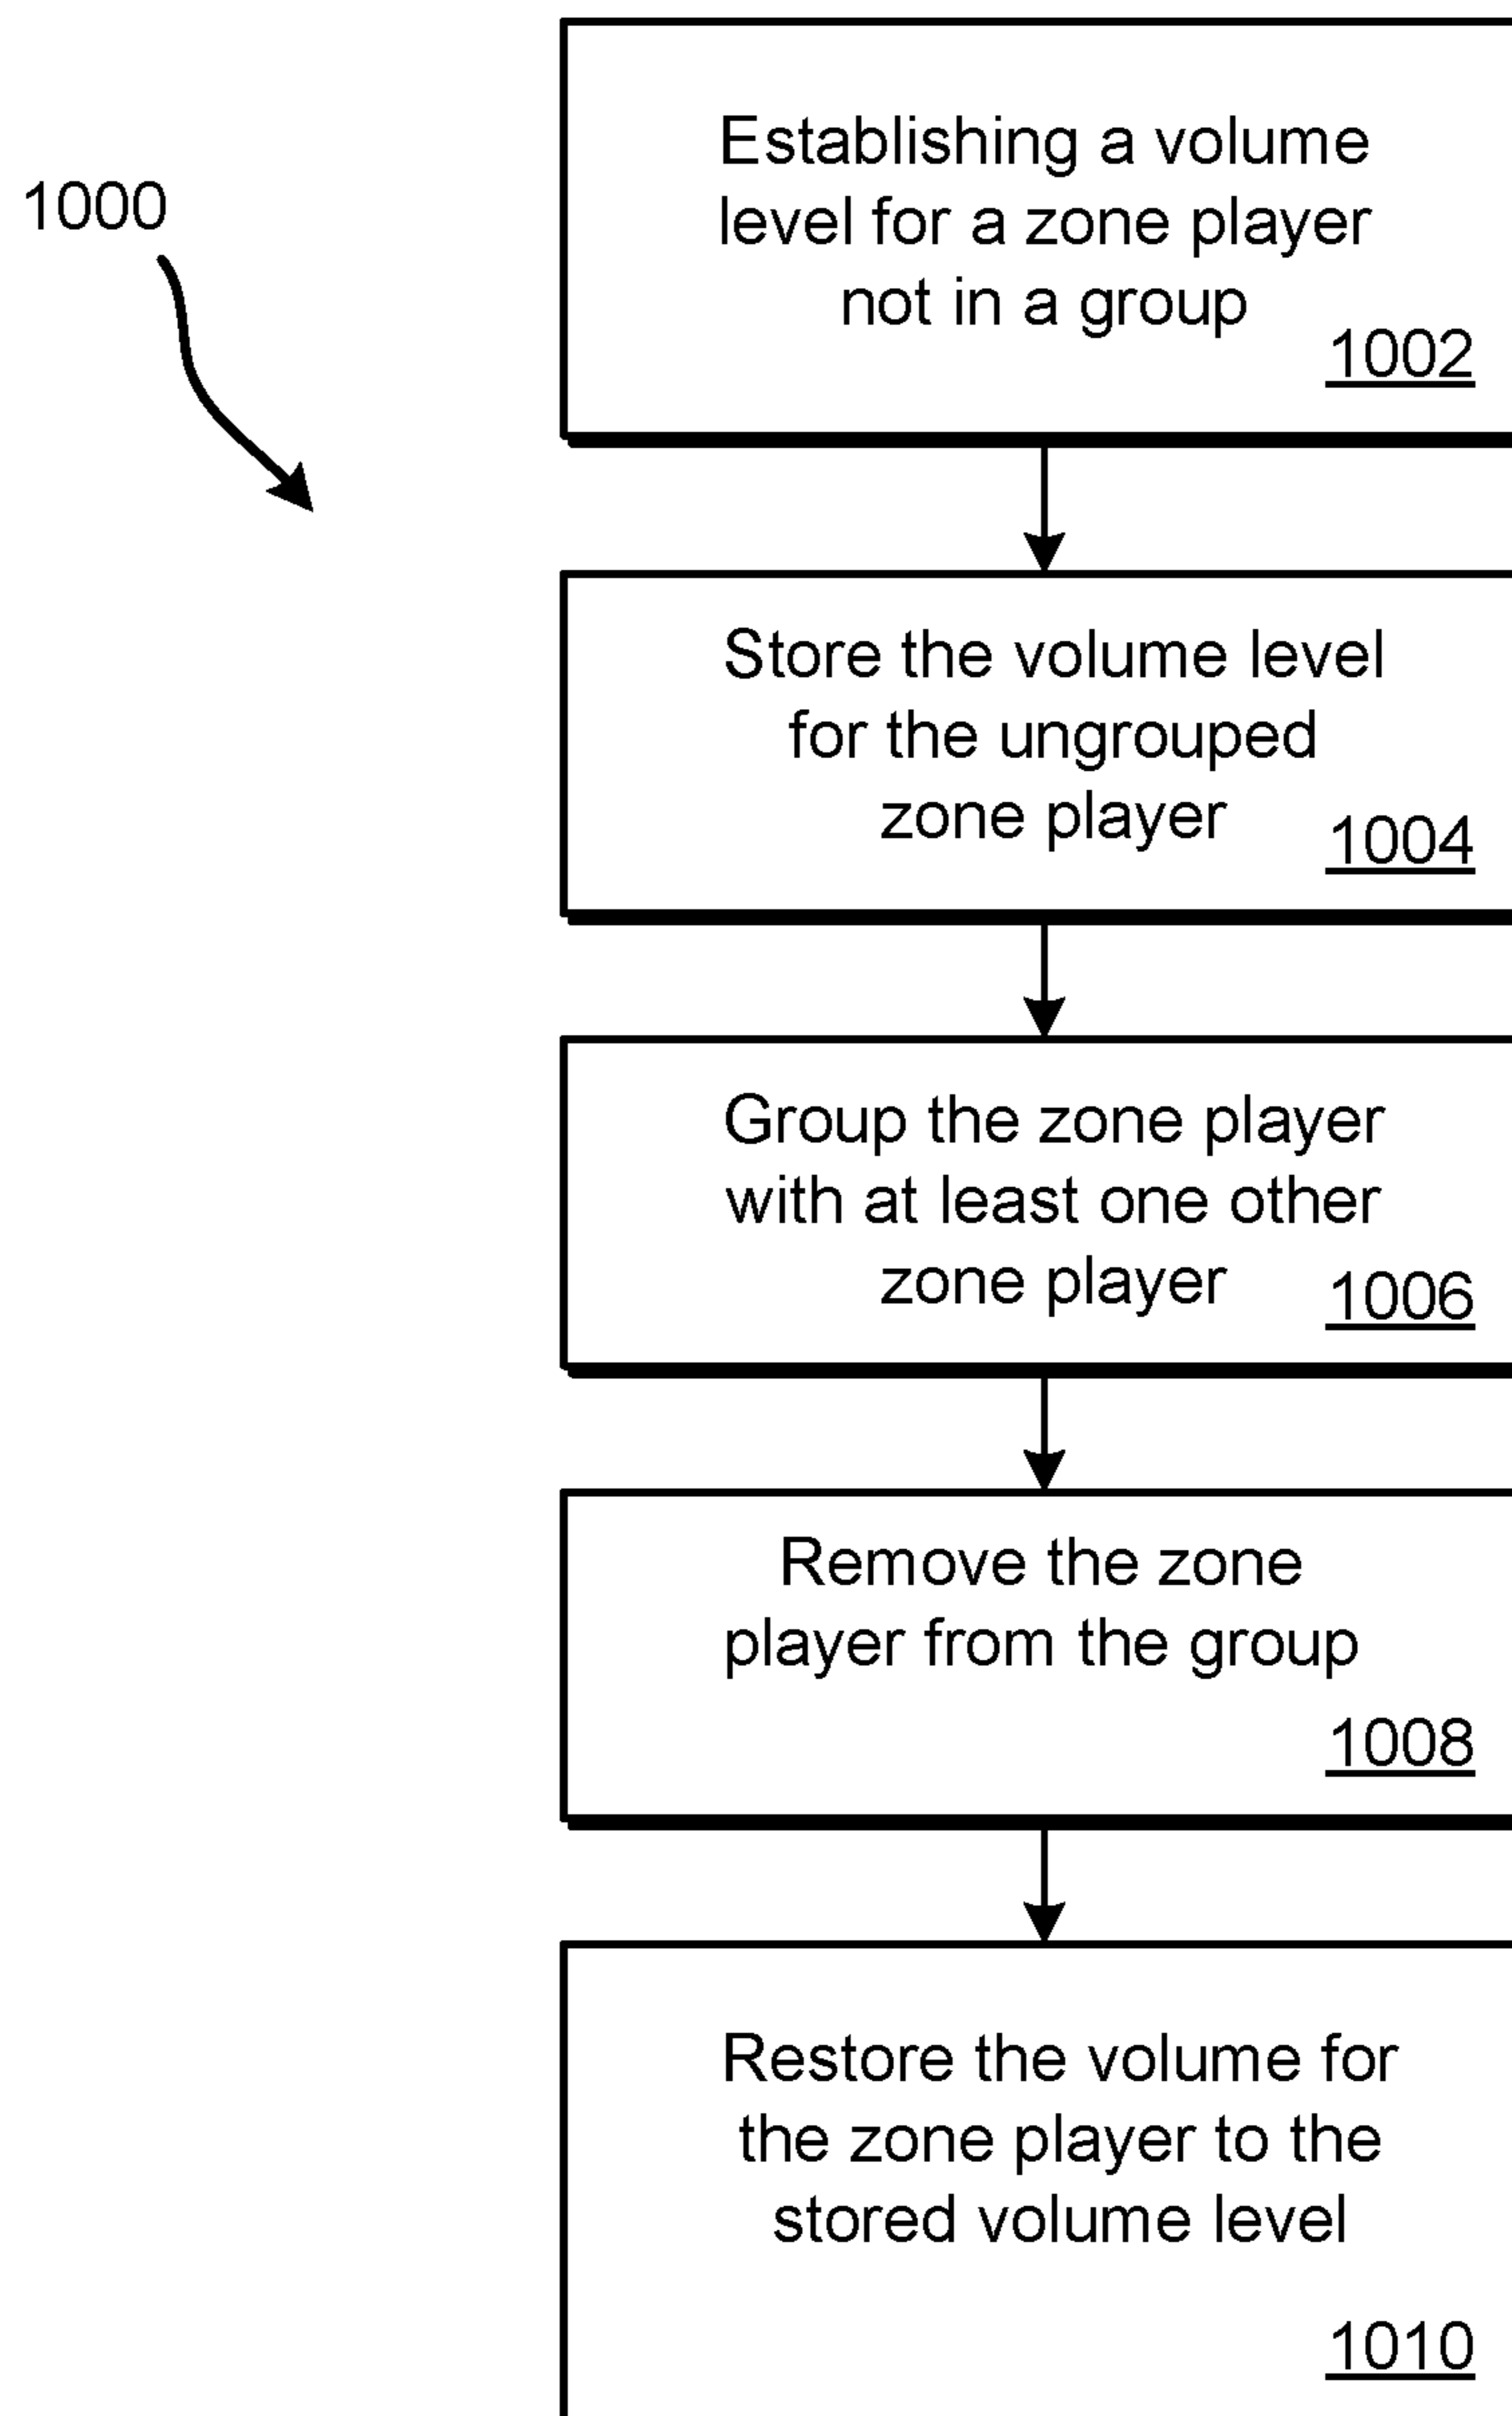 1000
Establishing a volume
level for a zone player
not in a group
1002
Store the volume level
for the ungrouped
zone player
1004
Group the zone player
with at least one other
zone player
1006
Remove the zone
player from the group
1008
Restore the volume for
the zone player to the
stored volume level
1010